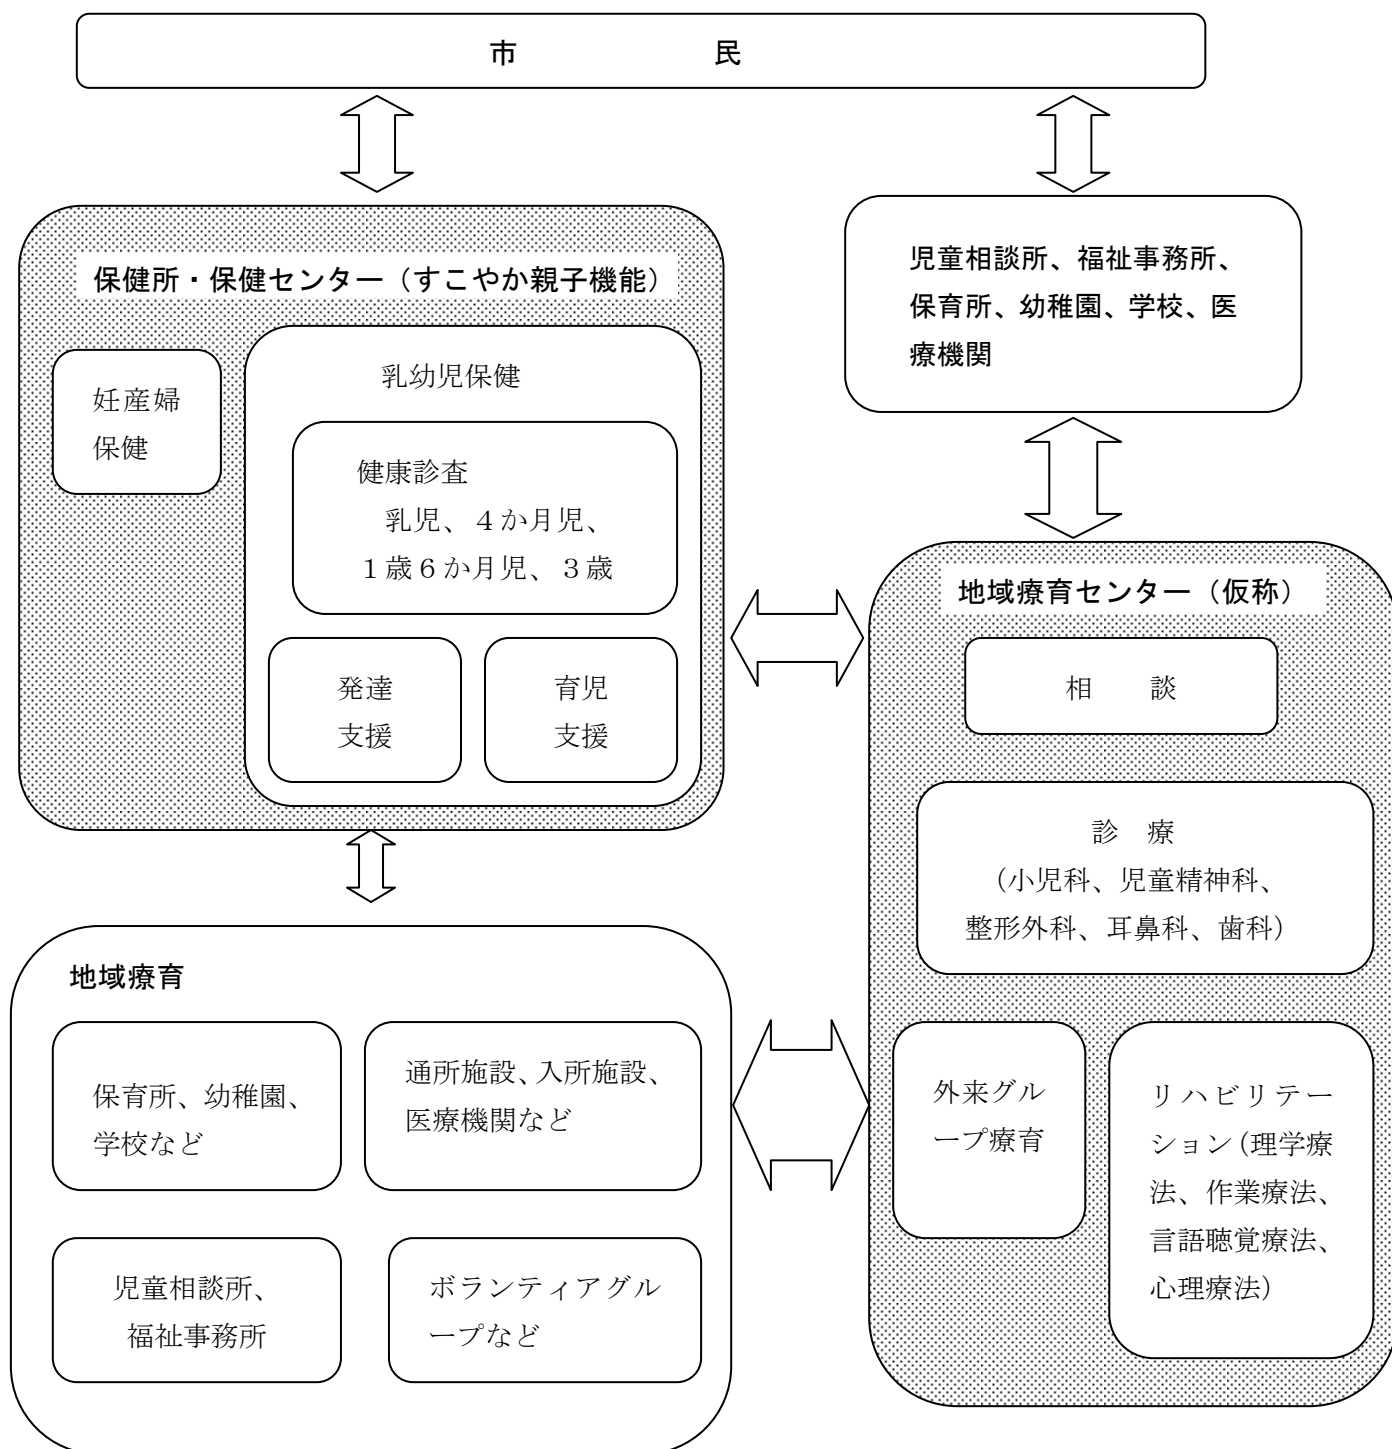 市　　　民
保健所・保健センター（すこやか親子機能）
妊産婦
保健
乳幼児保健
健康診査
乳児、４か月児、
１歳６か月児、３歳
発達
支援
育児
支援
児童相談所、福祉事務所、
保育所、幼稚園、学校、医
療機関
地域療育センター（仮称）
相　談
診　療
（小児科、児童精神科、
整形外科、耳鼻科、歯科）
外来グル
ープ療育
リハビリテー
ション（理学療
法、作業療法、
言語聴覚療法、
心理療法）
地域療育
保育所、幼稚園、
学校など
通所施設、入所施設、
医療機関など
児童相談所、
福祉事務所
ボランティアグル
ープなど